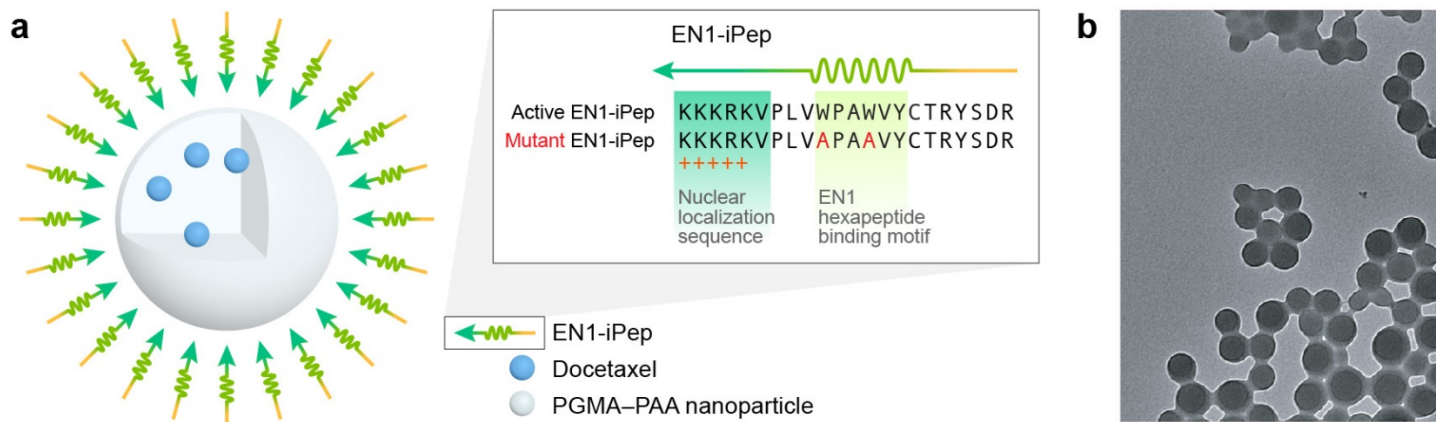 a
EN1-iPep
Active EN1-iPep KKKRKVPLVWPAWVYCTRYSDR
Mutant EN1-iPep KKKRKVPLVAPAAVYCTRYSDR
+++++
Nuclear
localization
sequence
EN1
hexapeptide
binding motif
EN1-iPep
Docetaxel
PGMA–PAA nanoparticle
b